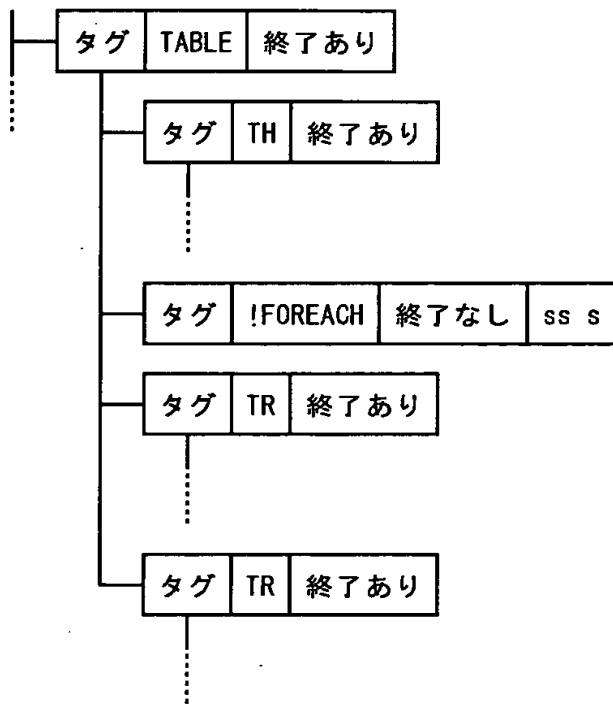 タグ TABLE 終了あり
タグ TH 終了あり
タグ !FOREACH 終了なし ss s
タグ TR 終了あり
タグ TR 終了あり